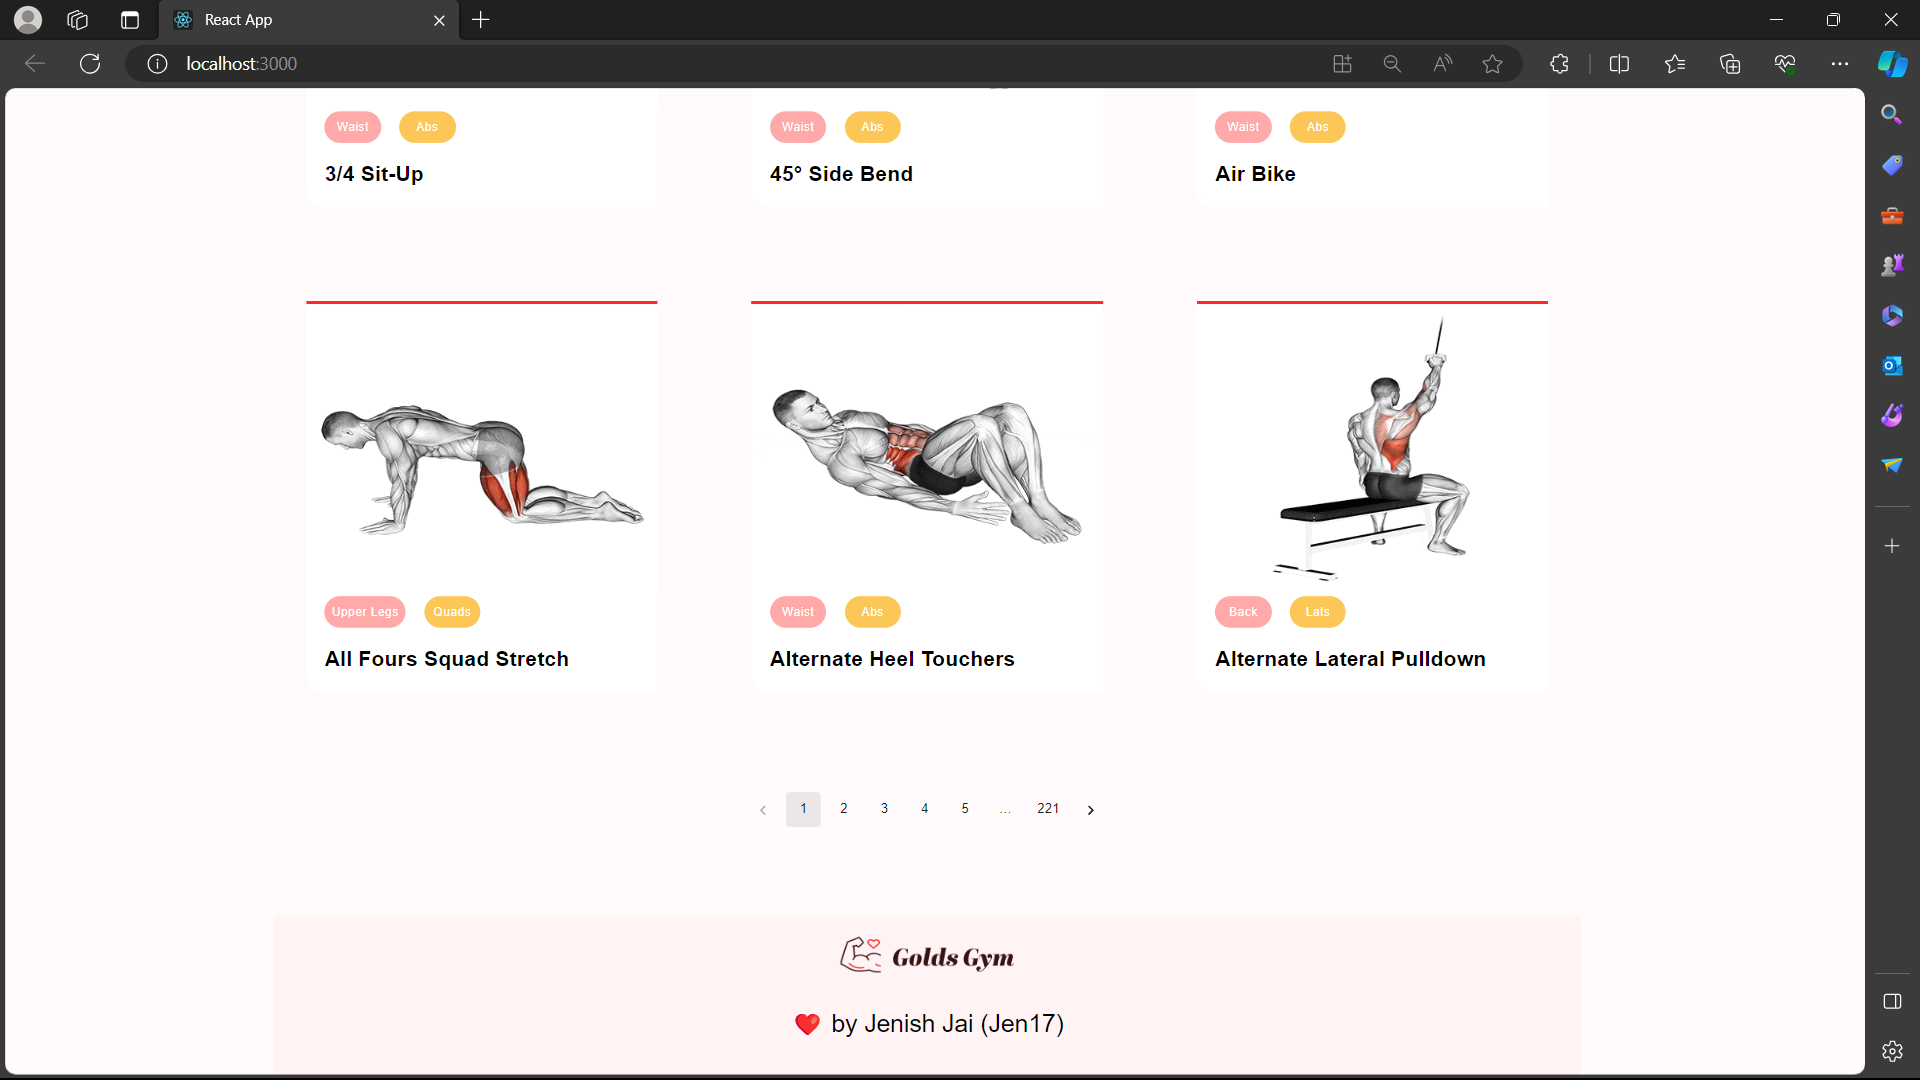 React App
localhost:3000
Waist Abs Waist Abs Waist Abs
3/4 Sit-Up 45° Side Bend Air Bike
Upper Legs Quads Waist Abs Back Lats
All Fours Squad Stretch Alternate Heel Touchers Alternate Lateral Pulldown
1 2 3 4 5 ... 221
Golds Gym
❤️ by Jenish Jai (Jen17)